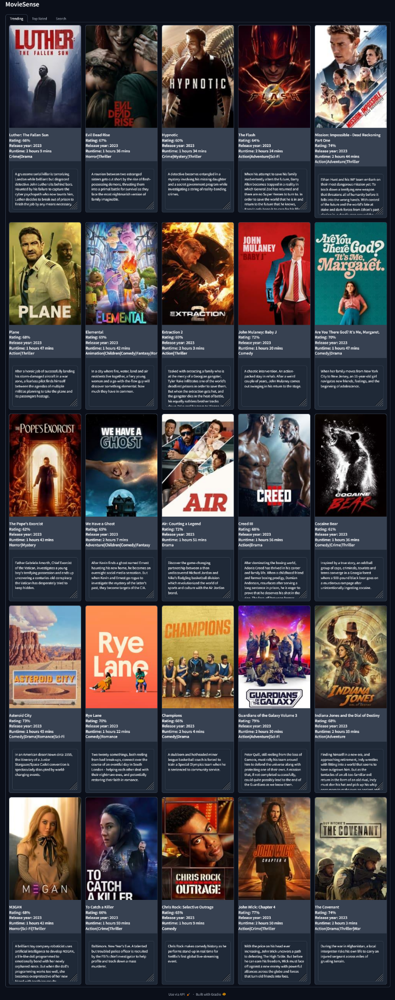 MovieSense
Trending
Top Rated
Search
LUTHER
THE FALLEN SUN
Luther: The Fallen Sun
Rating: 66%
Release year: 2023
Runtime: 2 hours 9 mins
Crime|Drama
A gruesome serial killer is terrorizing
London while brilliant but disgraced
detective John Luther sits behind bars.
Haunted by his failure to capture the
cyber psychopath who now taunts him,
Luther decides to break out of prison to
finish the job by any means necessary.
EVIL
DEAD
RISE
Evil Dead Rise
Rating: 67%
Release year: 2023
Runtime: 1 hours 36 mins
Horror|Thriller
A reunion between two estranged
sisters gets cut short by the rise of flesh-
possessing demons, thrusting them
into a primal battle for survival as they
face the most nightmarish version of
family imaginable.
HYPNOTIC
Hypnotic
Rating: 60%
Release year: 2023
Runtime: 1 hours 34 mins
Crime|Mystery|Thriller
A detective becomes entangled in a
mystery involving his missing daughter
and a secret government program while
investigating a string of reality-bending
crimes.
FLASH
The Flash
Rating: 64%
Release year: 2023
Runtime: 2 hours 24 mins
Action|Adventure|Sci-Fi
When his attempt to save his family
inadvertently alters the future, Barry
Allen becomes trapped in a reality in
which General Zod has returned and
there are no Super Heroes to turn to. In
order to save the world that he is in and
return to the future that he knows,
Barry's only hope is to race for his life.
MISSION: IMPOSSIBLE
DEAD RECKONING
Mission: Impossible - Dead Reckoning
Part One
Rating: 74%
Release year: 2023
Runtime: 2 hours 44 mins
Action|Adventure|Thriller
Ethan Hunt and his IMF team embark on
their most dangerous mission yet: To
track down a terrifying new weapon
that threatens all of humanity before it
falls into the wrong hands. With control
of the future and the world's fate at
stake and dark forces from Ethan's past
closing in, a deadly race around the
PLANE
Plane
Rating: 68%
Release year: 2023
Runtime: 1 hours 47 mins
Action|Thriller
After a heroic job of successfully landing
his storm-damaged aircraft in a war
zone, a fearless pilot finds himself
between the agendas of multiple
militias planning to take the plane and
its passengers hostage.
ELEMENTAL
Elemental
Rating: 69%
Release year: 2023
Runtime: 1 hours 42 mins
Animation|Children|Comedy|Fantasy|Ror
In a city where fire, water, land and air
residents live together, a fiery young
woman and a go-with-the-flow guy will
discover something elemental: how
much they have in common.
EXTRACTION
2
Extraction 2
Rating: 69%
Release year: 2023
Runtime: 2 hours 3 mins
Action|Thriller
Tasked with extracting a family who is
at the mercy of a Georgian gangster,
Tyler Rake infiltrates one of the world's
deadliest prisons in order to save them.
But when the extraction gets hot, and
the gangster dies in the heat of battle,
his equally ruthless brother tracks
down Rake and his team to Vienna, in
JOHN
MULANEY
"BABY J"
John Mulaney: Baby J
Rating: 72%
Release year: 2023
Runtime: 1 hours 20 mins
Comedy
A chaotic intervention. An action-
packed stay in rehab. After a weird
couple of years, John Mulaney comes
out swinging in his return to the stage.
Are You
There God?
It's Me,
Margaret.
Are You There God? It's Me, Margaret.
Rating: 70%
Release year: 2023
Runtime: 1 hours 47 mins
Comedy|Drama
When her family moves from New York
City to New Jersey, an 11-year-old girl
navigates new friends, feelings, and the
beginning of adolescence.
THE POPE'S EXORCIST
The Pope's Exorcist
Rating: 62%
Release year: 2023
Runtime: 1 hours 43 mins
Horror|Mystery
Father Gabriele Amorth, Chief Exorcist
of the Vatican, investigates a young
boy's terrifying possession and ends up
uncovering a centuries-old conspiracy
the Vatican has desperately tried to
keep hidden.
WE HAVE A
GHOST
We Have a Ghost
Rating: 65%
Release year: 2023
Runtime: 2 hours 7 mins
Adventure|Children|Comedy|Fantasy
After Kevin finds a ghost named Ernest
haunting his new home, he becomes an
overnight social media sensation. But
when Kevin and Ernest go rogue to
investigate the mystery of the latter's
past, they become targets of the CIA.
AIR
Air: Courting a Legend
Rating: 72%
Release year: 2023
Runtime: 1 hours 51 mins
Drama
Discover the game-changing
partnership between a then
undiscovered Michael Jordan and
Nike's fledgling basketball division
which revolutionized the world of
sports and culture with the Air Jordan
brand.
CREED
III
Creed III
Rating: 68%
Release year: 2023
Runtime: 1 hours 56 mins
Action|Drama
After dominating the boxing world,
Adonis Creed has thrived in his career
and family life. When a childhood friend
and former boxing prodigy, Damian
Anderson, resurfaces after serving a
long sentence in prison, he is eager to
prove that he deserves his shot in the
ring. The face-off between former
COCAINE
BEAR
Cocaine Bear
Rating: 61%
Release year: 2023
Runtime: 1 hours 36 mins
Comedy|Crime|Thriller
Inspired by a true story, an oddball
group of cops, criminals, tourists and
teens converge in a Georgia forest
where a 500-pound black bear goes on
a murderous rampage after
unintentionally ingesting cocaine.
ASTEROID CITY
Asteroid City
Rating: 73%
Release year: 2023
Runtime: 1 hours 45 mins
Comedy|Drama|Romance|Sci-Fi
In an American desert town circa 1955,
the itinerary of a Junior
Stargazer/Space Cadet convention is
spectacularly disrupted by world-
changing events.
Rye
Lane
Rye Lane
Rating: 70%
Release year: 2023
Runtime: 1 hours 22 mins
Comedy|Romance
Two twenty-somethings, both reeling
from bad break-ups, connect over the
course of an eventful day in South
London – helping each other deal with
their nightmare exes, and potentially
restoring their faith in romance.
CHAMPIONS
Champions
Rating: 66%
Release year: 2023
Runtime: 2 hours 4 mins
Comedy|Drama
A stubborn and hotheaded minor
league basketball coach is forced to
train a Special Olympics team when he
is sentenced to community service.
GUARDIANS
OF THE GALAXY
Guardians of the Galaxy Volume 3
Rating: 79%
Release year: 2023
Runtime: 2 hours 30 mins
Action|Adventure|Sci-Fi
Peter Quill, still reeling from the loss of
Gamora, must rally his team around
him to defend the universe along with
protecting one of their own. A mission
that, if not completed successfully,
could quite possibly lead to the end of
the Guardians as we know them.
INDIANA
JONES
DIAL OF DESTINY
Indiana Jones and the Dial of Destiny
Rating: 68%
Release year: 2023
Runtime: 2 hours 35 mins
Action|Adventure
Finding himself in a new era, and
approaching retirement, Indy wrestles
with fitting into a world that seems to
have outgrown him. But as the
tentacles of an all-too-familiar evil
return in the form of an old rival, Indy
must don his hat and pick up his whip
once more to make sure an ancient and
M3GAN
M3GAN
Rating: 68%
Release year: 2023
Runtime: 1 hours 42 mins
Horror|Sci-Fi|Thriller
A brilliant toy company roboticist uses
artificial intelligence to develop M3GAN,
a life-like doll programmed to
emotionally bond with her newly
orphaned niece. But when the doll's
programming works too well, she
becomes overprotective of her new
friend with terrifying results.
TO
CATCH
A KILLER
To Catch a Killer
Rating: 66%
Release year: 2023
Runtime: 1 hours 59 mins
Action|Crime|Thriller
Baltimore. New Year's Eve. A talented
but troubled police officer is recruited
by the FBI's chief investigator to help
profile and track down a mass
murderer.
CHRIS ROCK
OUTRAGE
Chris Rock: Selective Outrage
Rating: 65%
Release year: 2023
Runtime: 1 hours 9 mins
Comedy
Chris Rock makes comedy history as he
performs stand-up in real time for
Netflix's first global live-streaming
event.
JOHN WICK
CHAPTER 4
John Wick: Chapter 4
Rating: 77%
Release year: 2023
Runtime: 2 hours 50 mins
Action|Crime|Thriller
With the price on his head ever
increasing, John Wick uncovers a path
to defeating The High Table. But before
he can earn his freedom, Wick must face
off against a new enemy with powerful
alliances across the globe and forces
that turn old friends into foes.
GUY RITCHIE'S
THE COVENANT
The Covenant
Rating: 74%
Release year: 2023
Runtime: 2 hours 3 mins
Action|Drama|Thriller|War
During the war in Afghanistan, a local
interpreter risks his own life to carry an
injured sergeant across miles of
grueling terrain.
Use via API · Built with Gradio